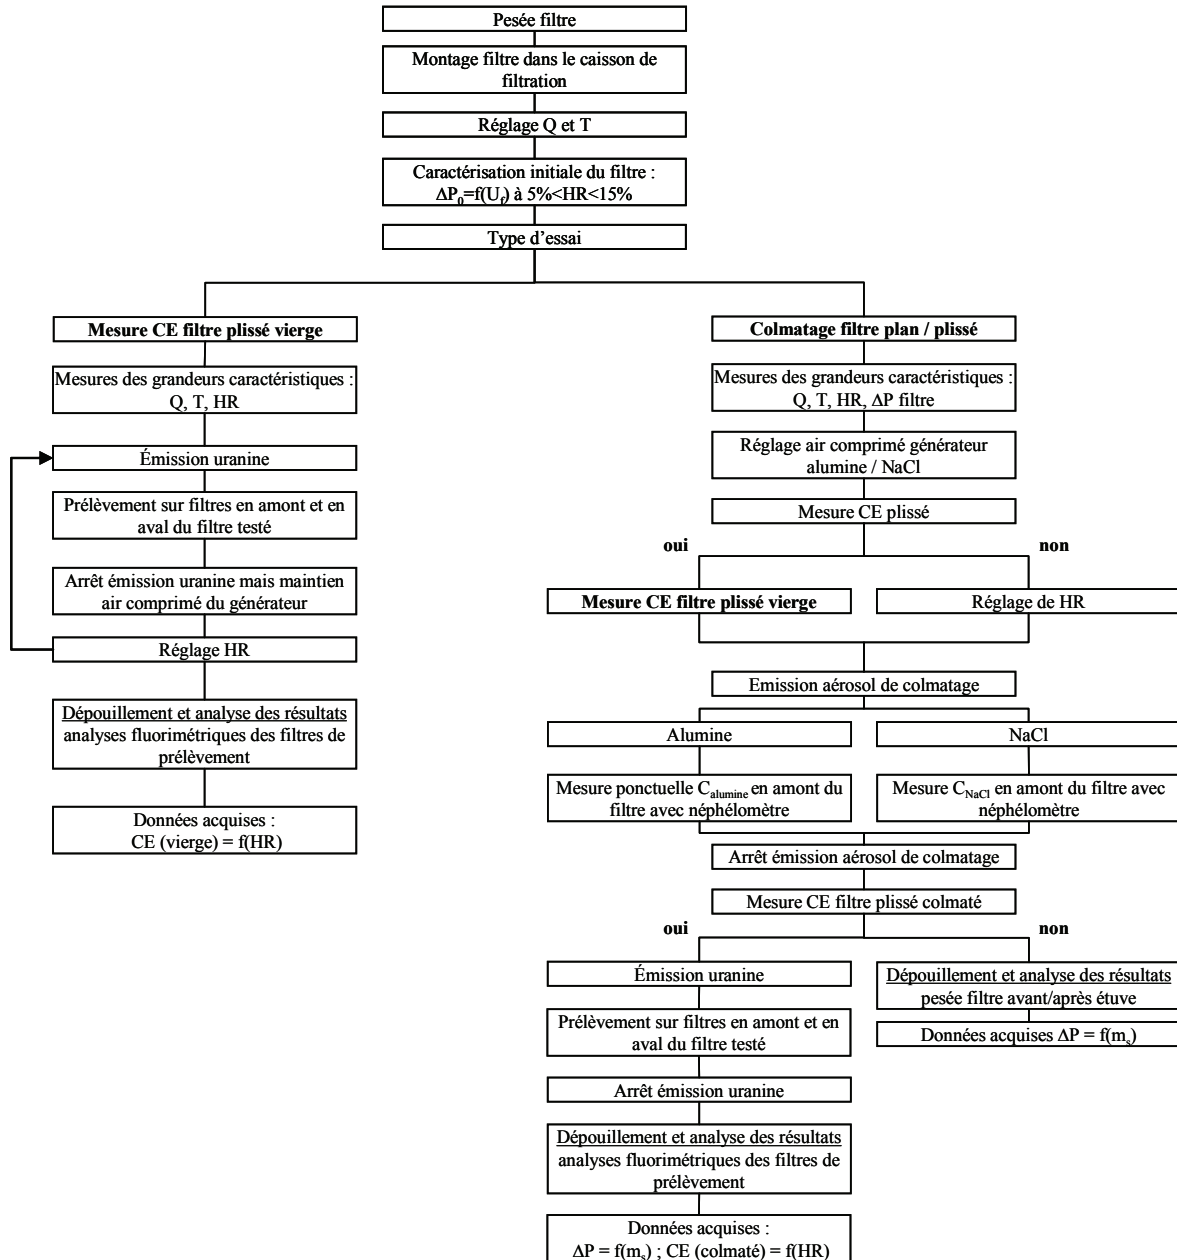 Pesée filtre
Montage filtre dans le caisson de
filtration
Réglage Q et T
Caractérisation initiale du filtre :
ΔP₀=f(U_f) à 5%<HR<15%
Type d'essai
Mesure CE filtre plissé vierge
Mesures des grandeurs caractéristiques :
Q, T, HR
Émission uranine
Prélèvement sur filtres en amont et en
aval du filtre testé
Arrêt émission uranine mais maintien
air comprimé du générateur
Réglage HR
Dépouillement et analyse des résultats
analyses fluorimétriques des filtres de
prélèvement
Données acquises :
CE (vierge) = f(HR)
Colmatage filtre plan / plissé
Mesures des grandeurs caractéristiques :
Q, T, HR, ΔP filtre
Réglage air comprimé générateur
alumine / NaCl
Mesure CE plissé
oui
non
Mesure CE filtre plissé vierge
Réglage de HR
Emission aérosol de colmatage
Alumine
NaCl
Mesure ponctuelle C_alumine en amont du
filtre avec néphélomètre
Mesure C_NaCl en amont du filtre avec
néphélomètre
Arrêt émission aérosol de colmatage
Mesure CE filtre plissé colmaté
oui
non
Émission uranine
Prélèvement sur filtres en amont et en
aval du filtre testé
Arrêt émission uranine
Dépouillement et analyse des résultats
analyses fluorimétriques des filtres de
prélèvement
Données acquises :
ΔP = f(m_s) ; CE (colmaté) = f(HR)
Dépouillement et analyse des résultats
pesée filtre avant/après étuve
Données acquises ΔP = f(m_s)